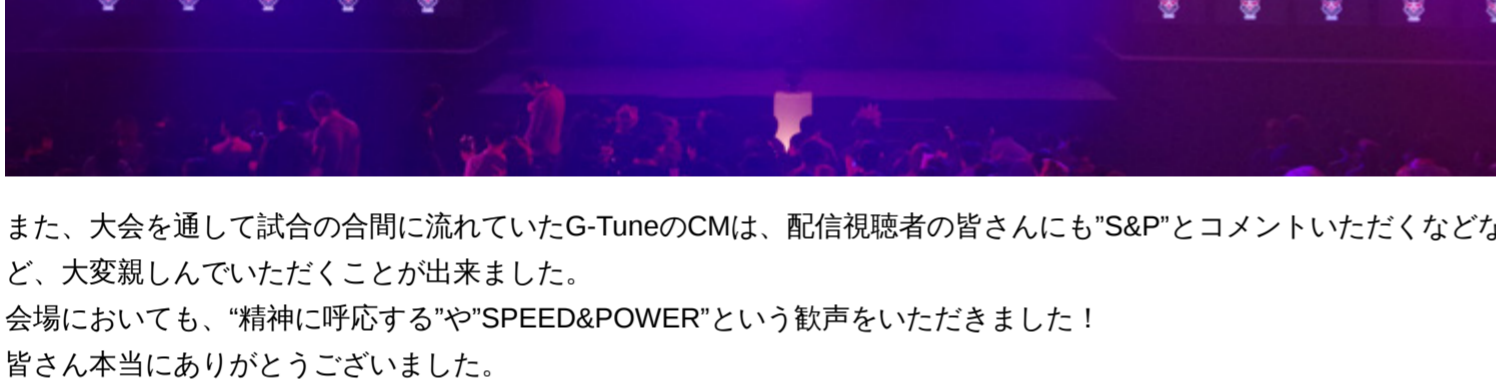 また、大会を通して試合の合間に流れていたG-TuneのCMは、配信視聴者の皆さんにも”S&P”とコメントいただくなどな
ど、大変親しんでいただくことが出来ました。
会場においても、“精神に呼応する”や”SPEED&POWER”という歓声をいただきました！
皆さん本当にありがとうございました。